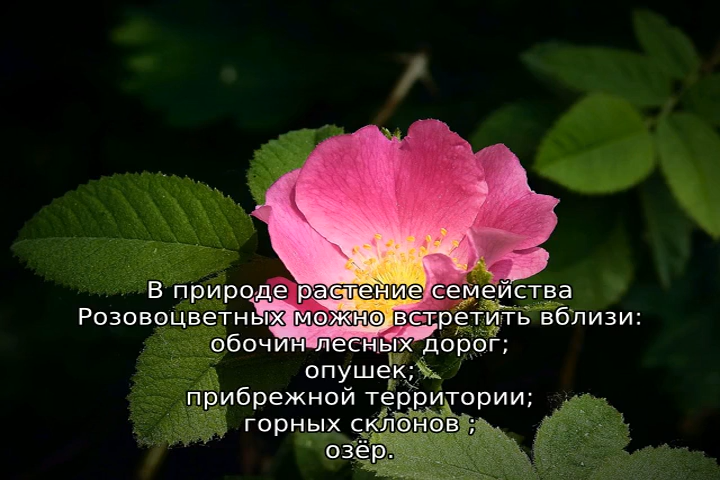 В природе растение семейства
Розовоцветных можно встретить вблизи:
обочин лесных дорог;
опушек;
прибрежной территории;
горных склонов ;
озёр.